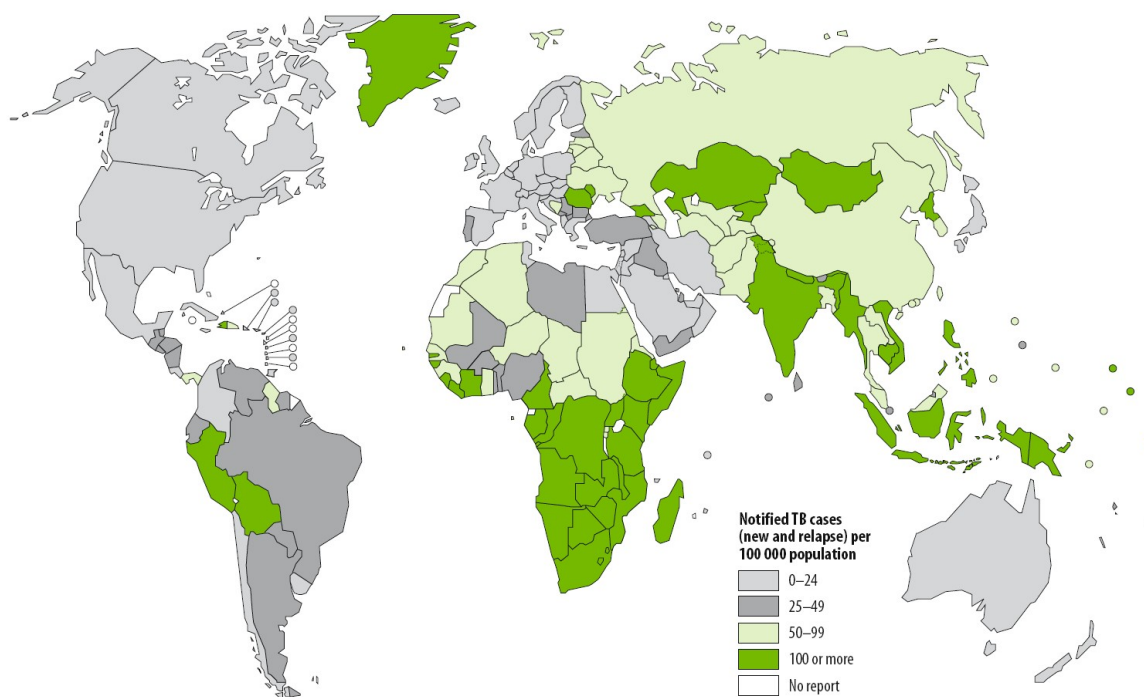 Notified TB cases
(new and relapse) per
100 000 population
0–24
25–49
50–99
100 or more
No report